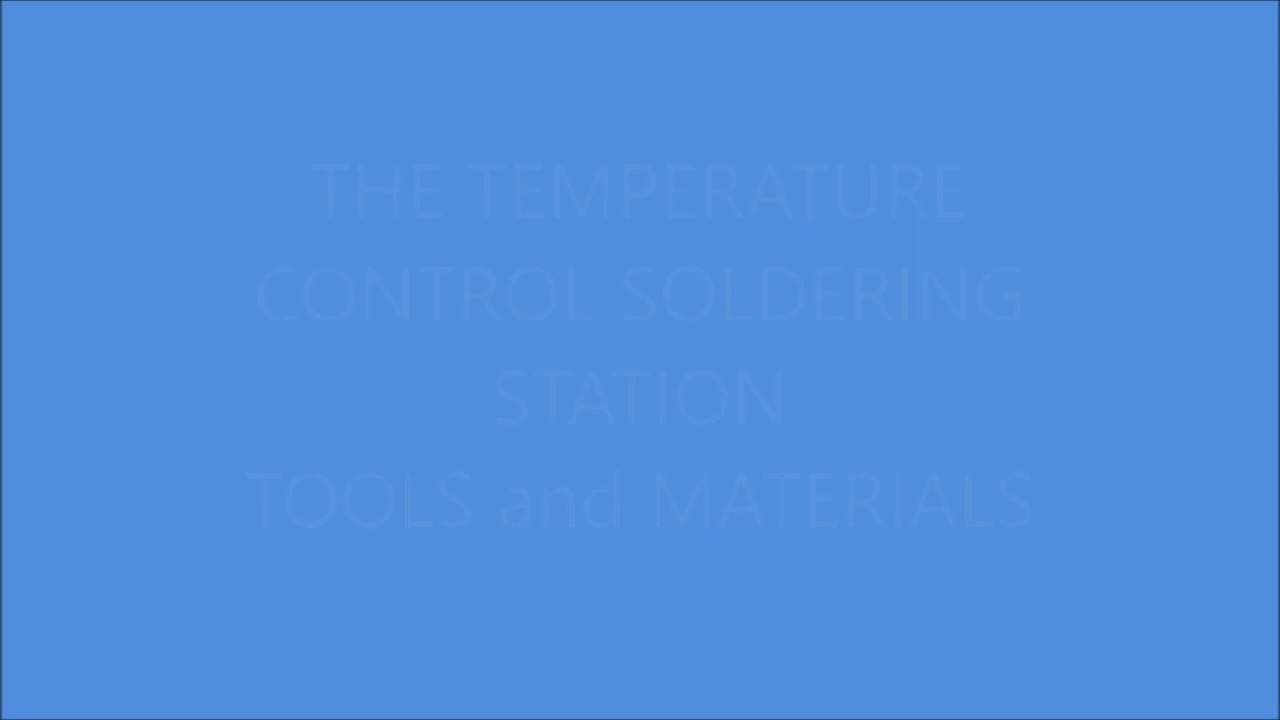 THE TEMPERATURE
CONTROL SOLDERING
STATION
TOOLS and MATERIALS